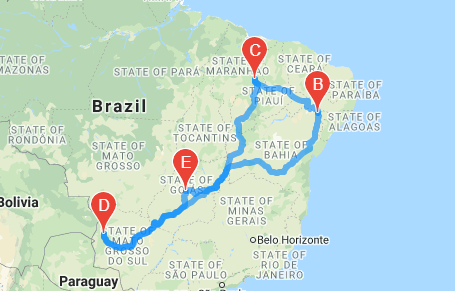 C
STATE OF
MARANHÃO
STATE OF
CEARÁ
AMAZONAS
STATE OF PARÁ
B
STATE OF
PARAÍBA
STATE OF
PIAUÍ
Brazil
STATE OF
ALAGOAS
STATE OF
TOCANTINS
STATE OF
RONDÔNIA
STATE OF
BAHIA
STATE OF
MATO
GROSSO
E
STATE OF
GOIÁS
Bolivia
D
STATE OF
MATO
GROSSO
DO SUL
STATE OF
MINAS
GERAIS
Belo Horizonte
STATE OF
RIO DE
JANEIRO
STATE OF
SÃO PAULO
Paraguay